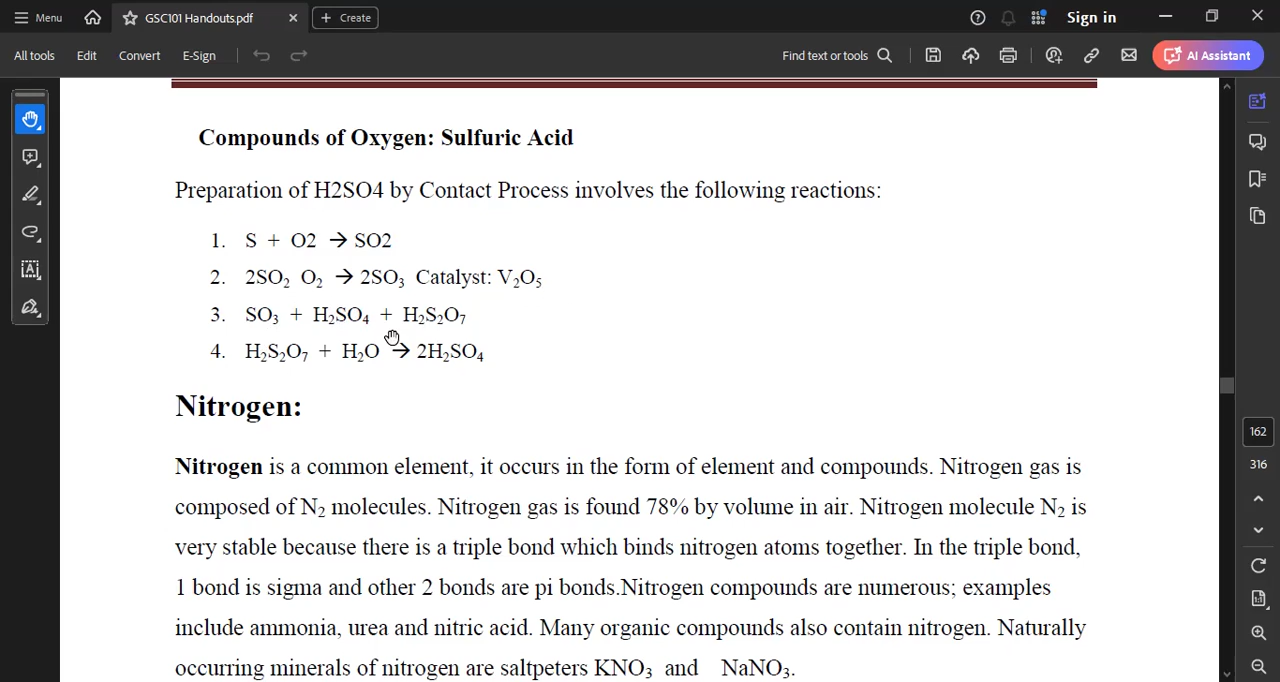 Menu GSC101 Handouts.pdf × + Create Sign in
All tools Edit Convert E-Sign Find text or tools AI Assistant
Compounds of Oxygen: Sulfuric Acid
Preparation of H2SO4 by Contact Process involves the following reactions:
1. S + O2 → SO2
2. 2SO₂ O₂ → 2SO₃ Catalyst: V₂O₅
3. SO₃ + H₂SO₄ + H₂S₂O₇
4. H₂S₂O₇ + H₂O → 2H₂SO₄
Nitrogen:
Nitrogen is a common element, it occurs in the form of element and compounds. Nitrogen gas is
composed of N₂ molecules. Nitrogen gas is found 78% by volume in air. Nitrogen molecule N₂ is
very stable because there is a triple bond which binds nitrogen atoms together. In the triple bond,
1 bond is sigma and other 2 bonds are pi bonds.Nitrogen compounds are numerous; examples
include ammonia, urea and nitric acid. Many organic compounds also contain nitrogen. Naturally
occurring minerals of nitrogen are saltpeters KNO₃ and NaNO₃.
162
316
1:1